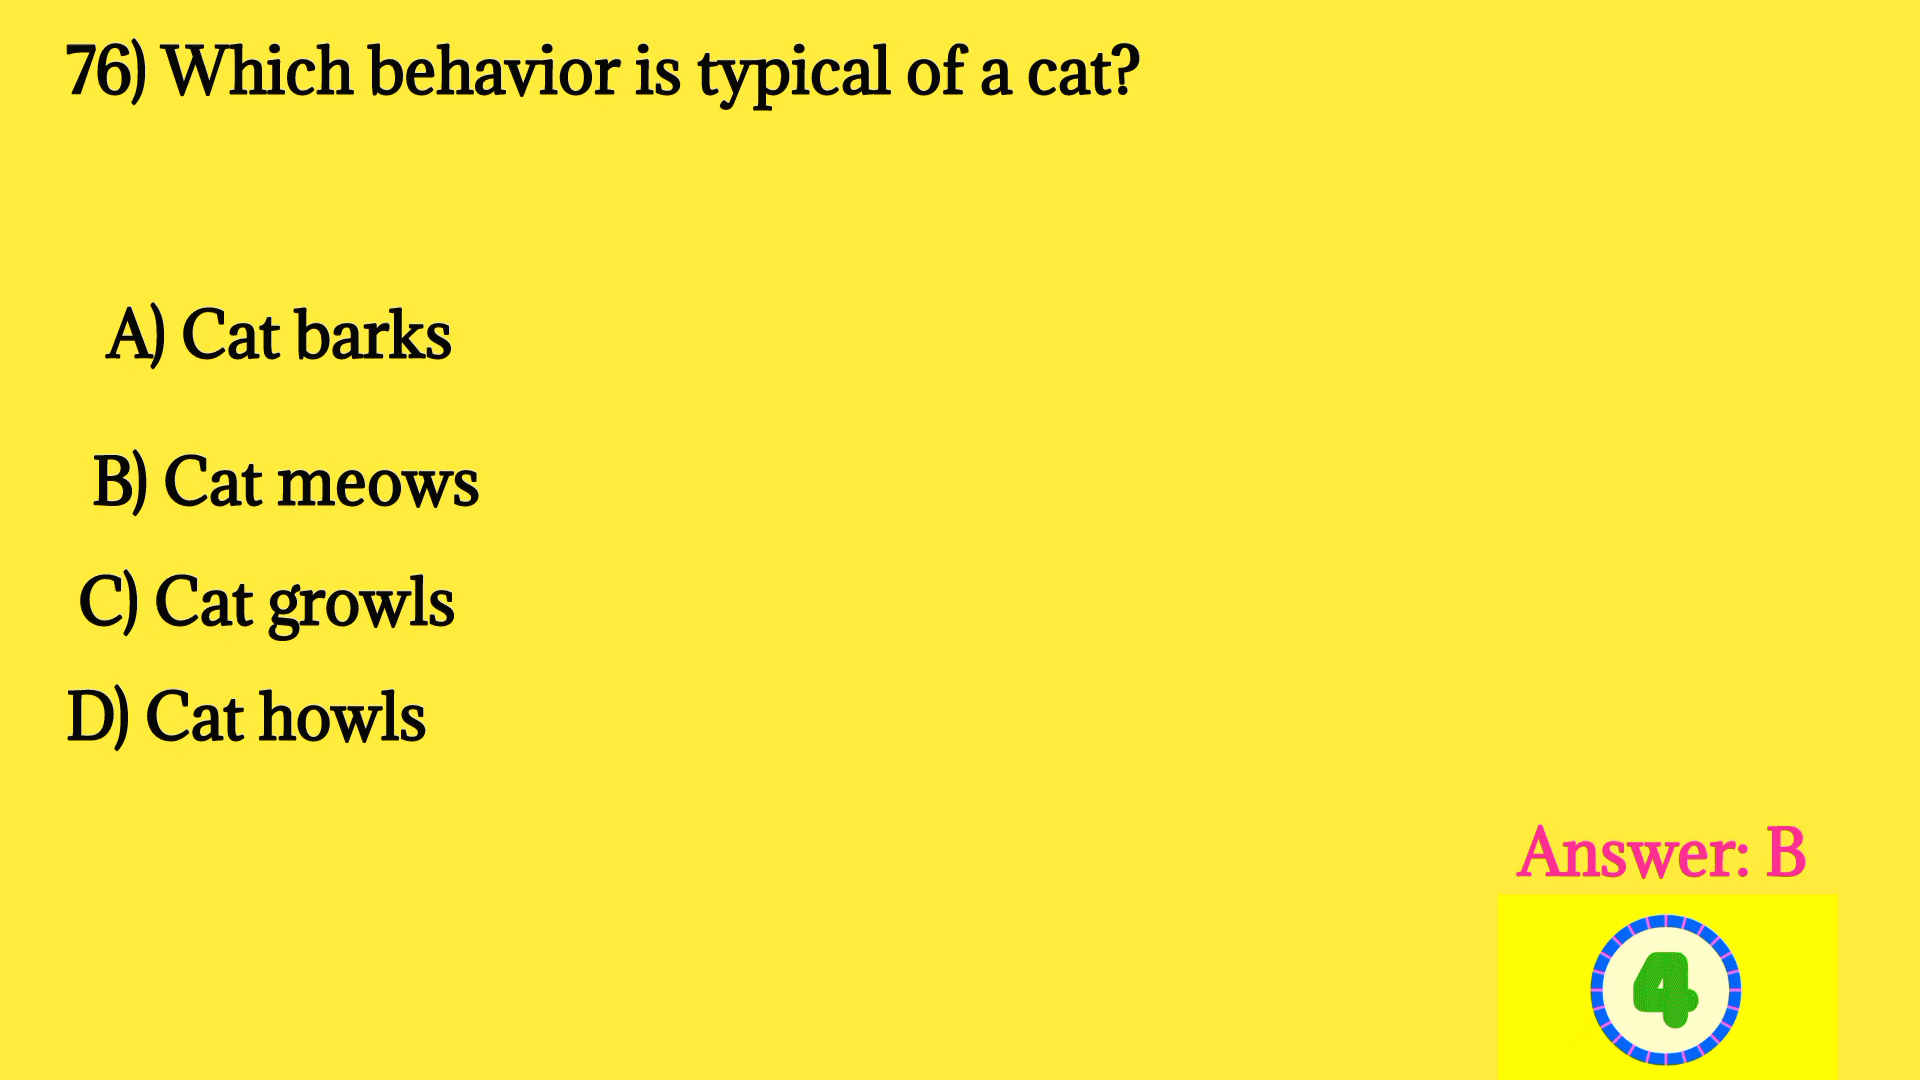 76) Which behavior is typical of a cat?
A) Cat barks
B) Cat meows
C) Cat growls
D) Cat howls
Answer: B
4